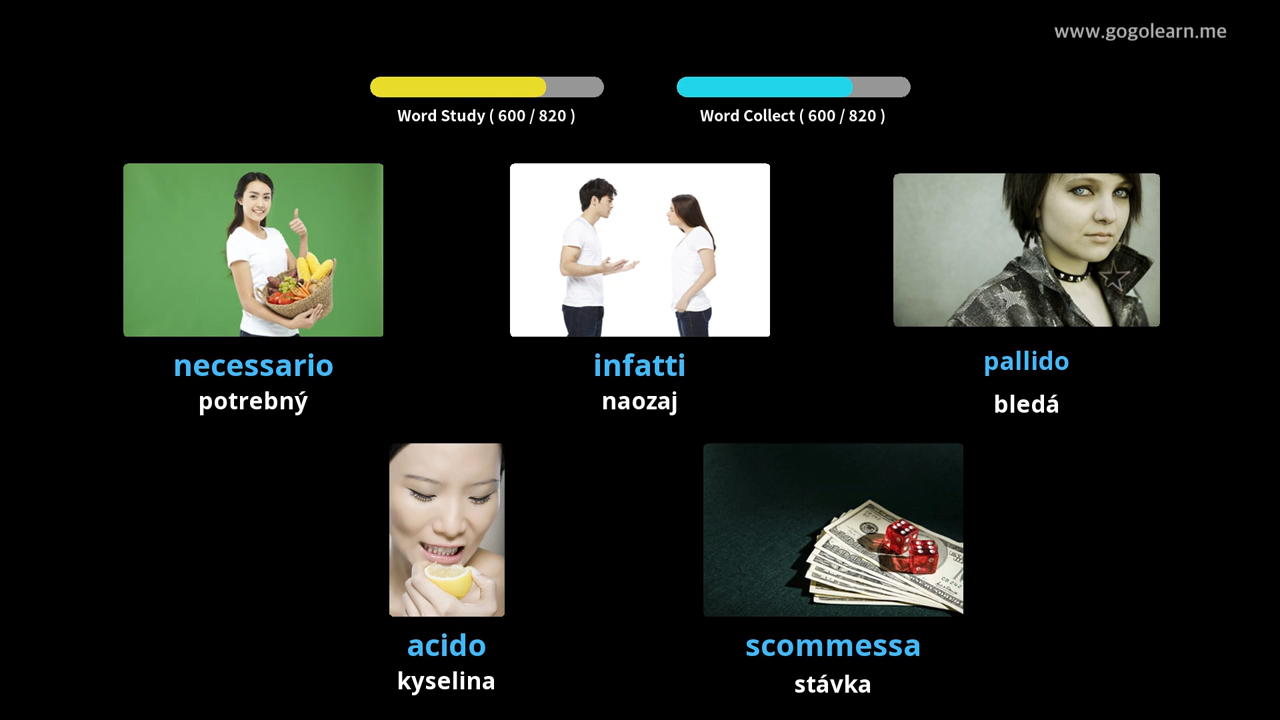 www.gogolearn.me
Word Study ( 600 / 820 )
Word Collect ( 600 / 820 )
necessario
potrebný
infatti
naozaj
pallido
bledá
acido
kyselina
scommessa
stávka